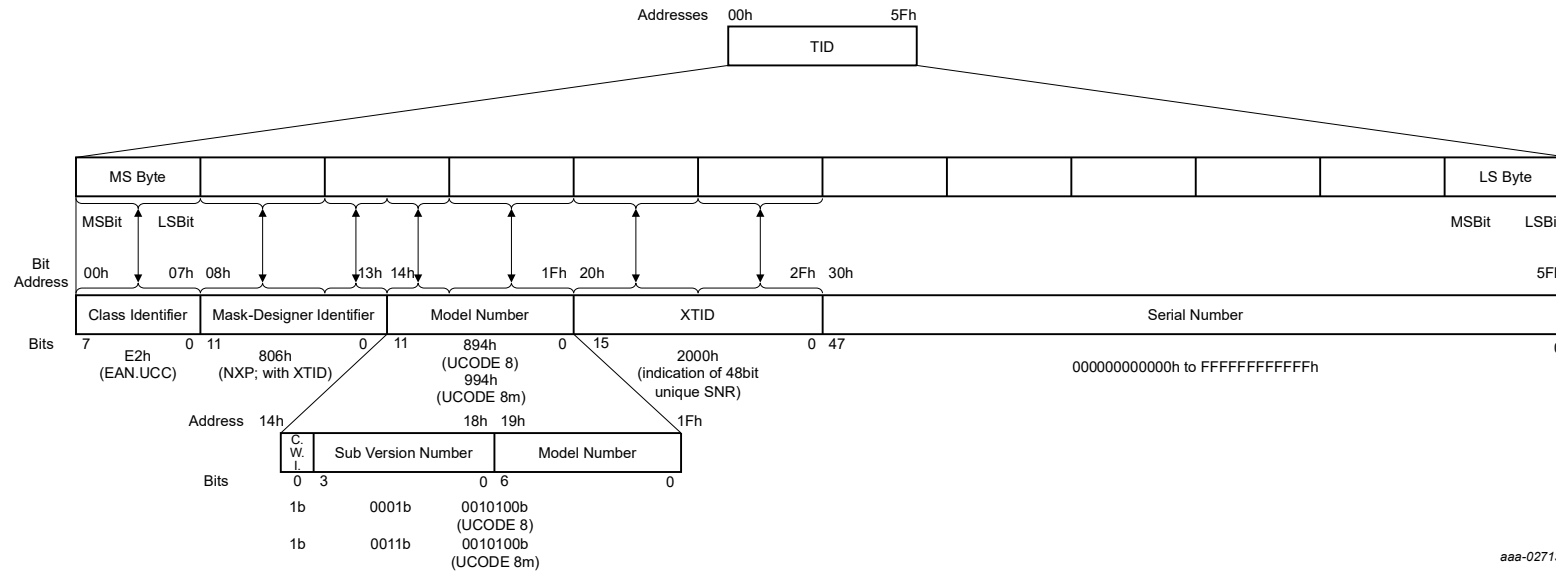 Addresses 00h 5Fh
TID
MS Byte LS Byte
MSBit LSBit MSBit
Bit Address 00h 07h 08h 13h 14h 1Fh 20h 2Fh 30h
Class Identifier Mask-Designer Identifier Model Number XTID Serial Number
Bits 7 0 11 0 11 0 15 0 47
E2h 806h 894h 2000h 000000000000h to FFFFFFFFFFFFh
(EAN.UCC) (NXP; with XTID) (UCODE 8) (indication of 48bit
994h unique SNR)
(UCODE 8m)
Address 14h 18h 19h 1Fh
C.
W.
I.
Sub Version Number Model Number
Bits 0 3 0 6 0
1b 0001b 0010100b
(UCODE 8)
1b 0011b 0010100b
(UCODE 8m)